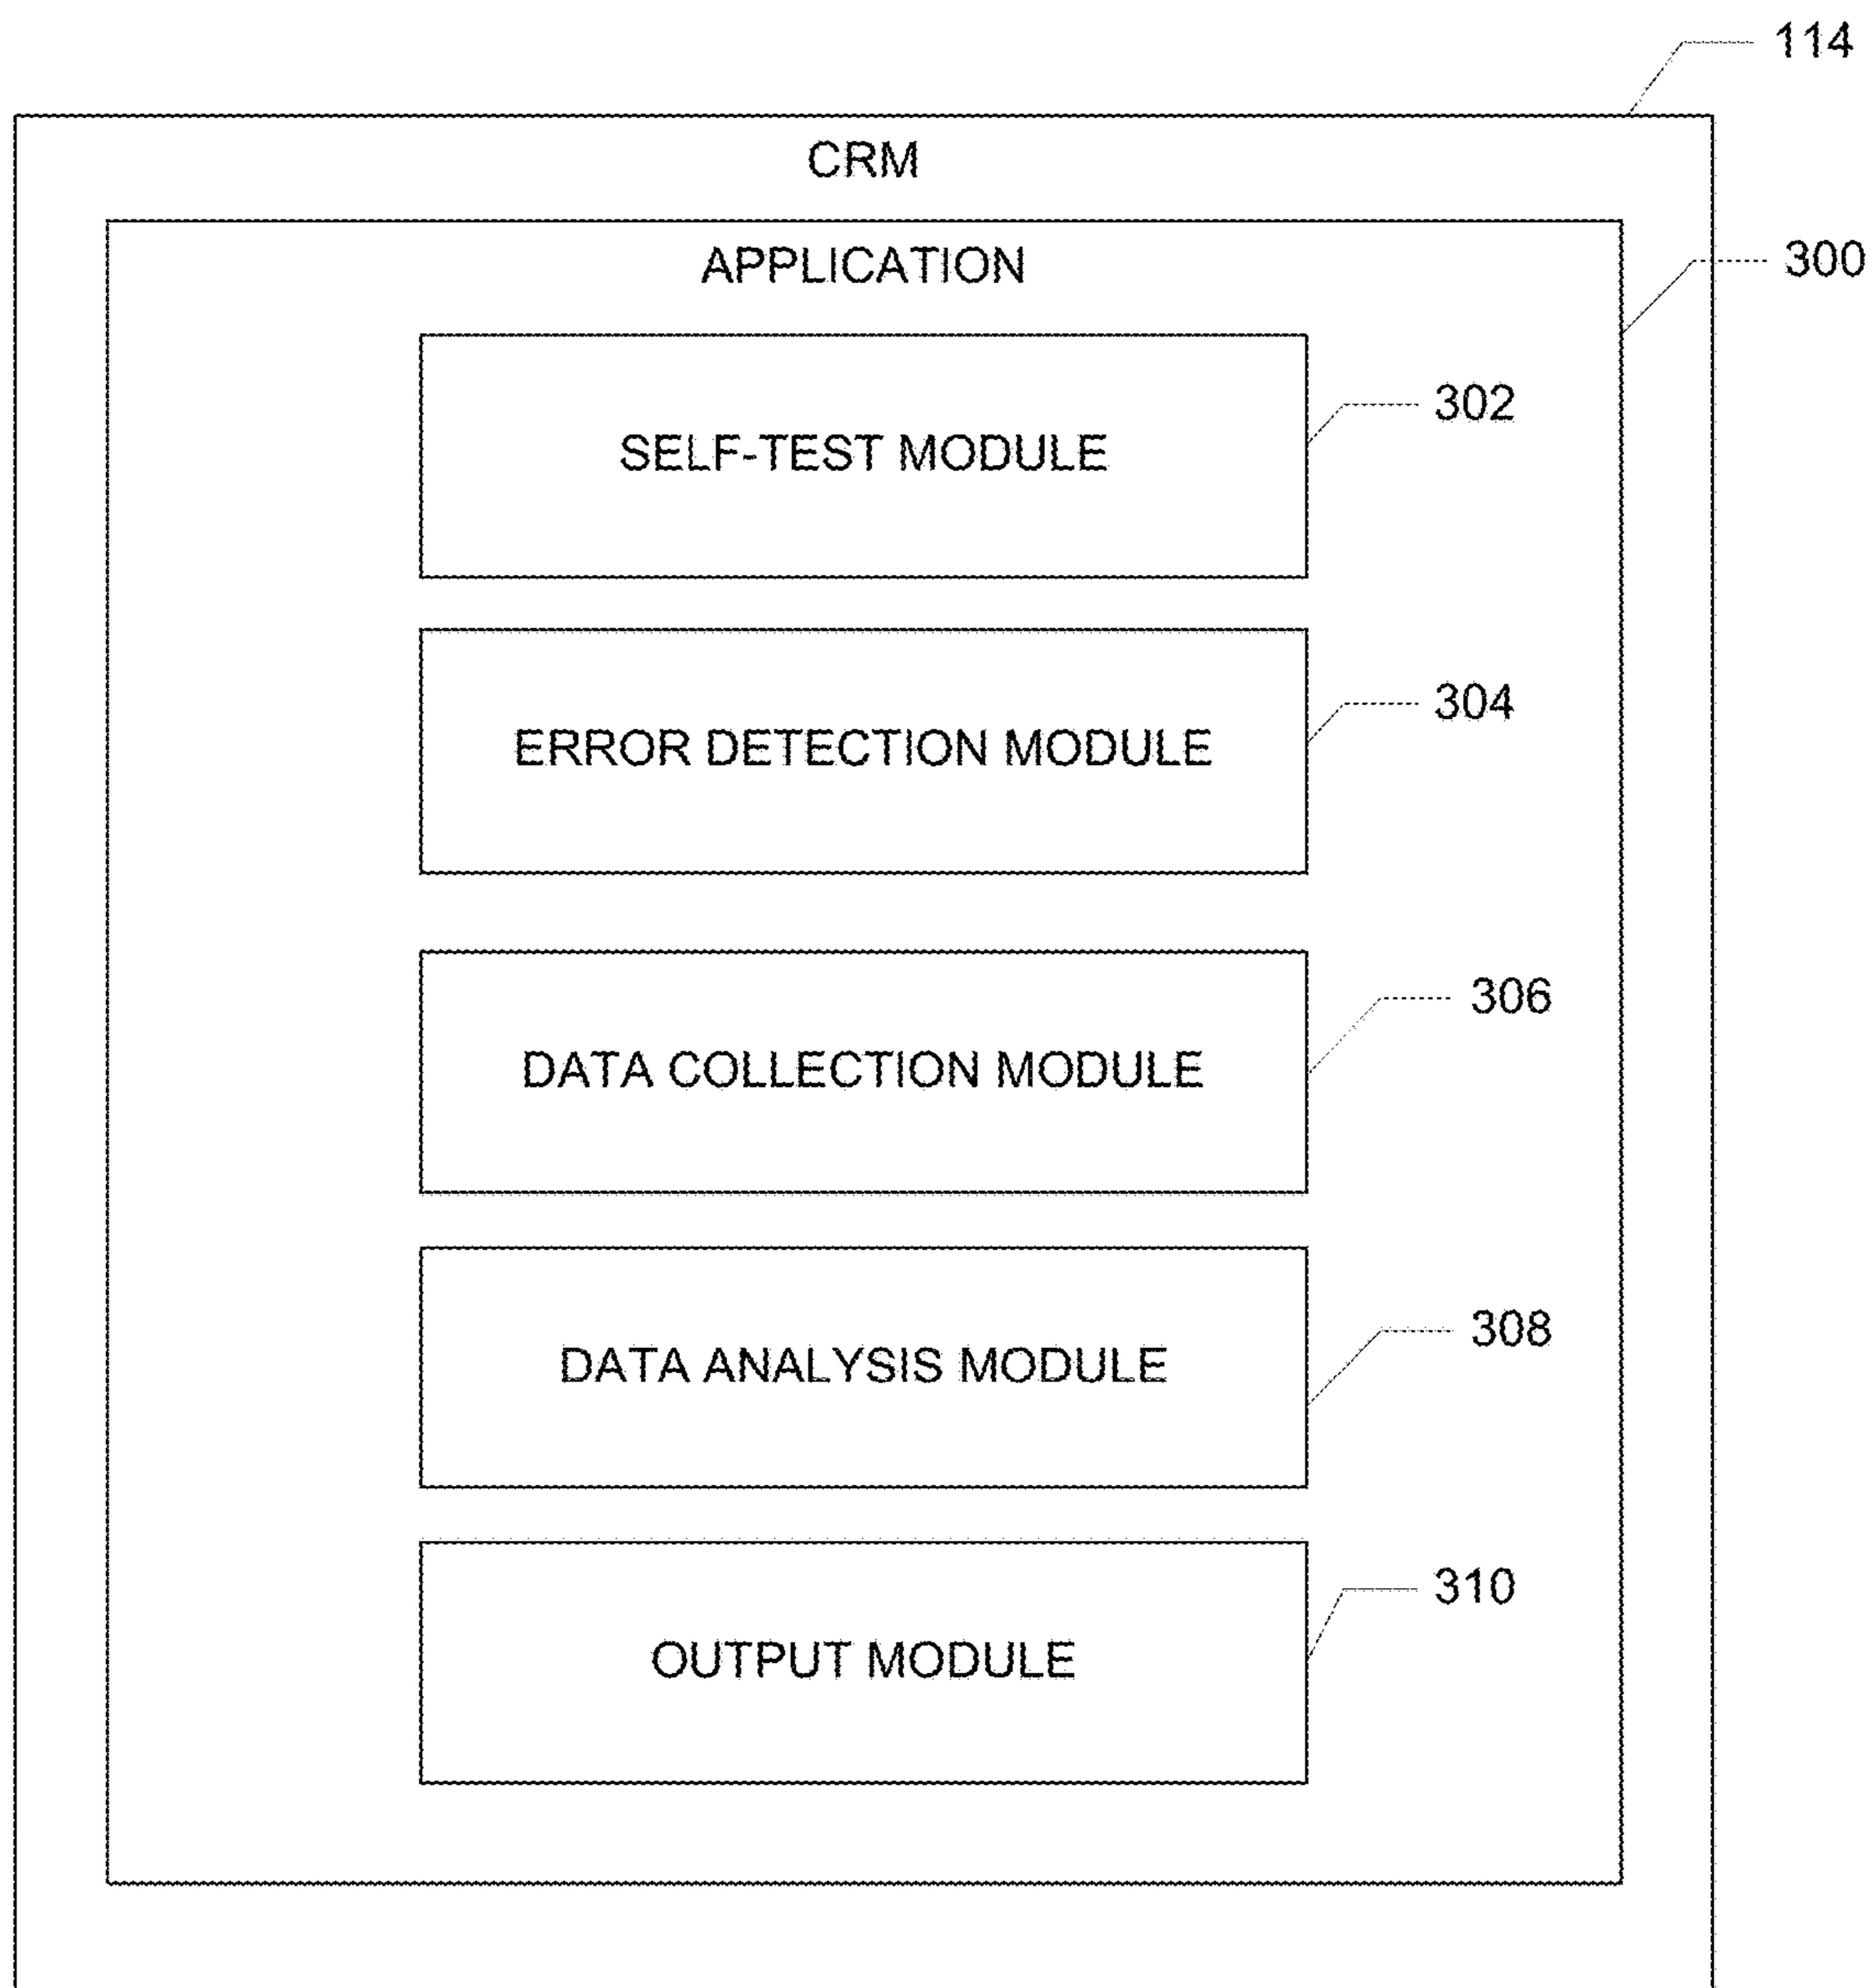 114
CRM
APPLICATION
300
302
SELF-TEST MODULE
304
ERROR DETECTION MODULE
306
DATA COLLECTION MODULE
308
DATA ANALYSIS MODULE
310
OUTPUT MODULE